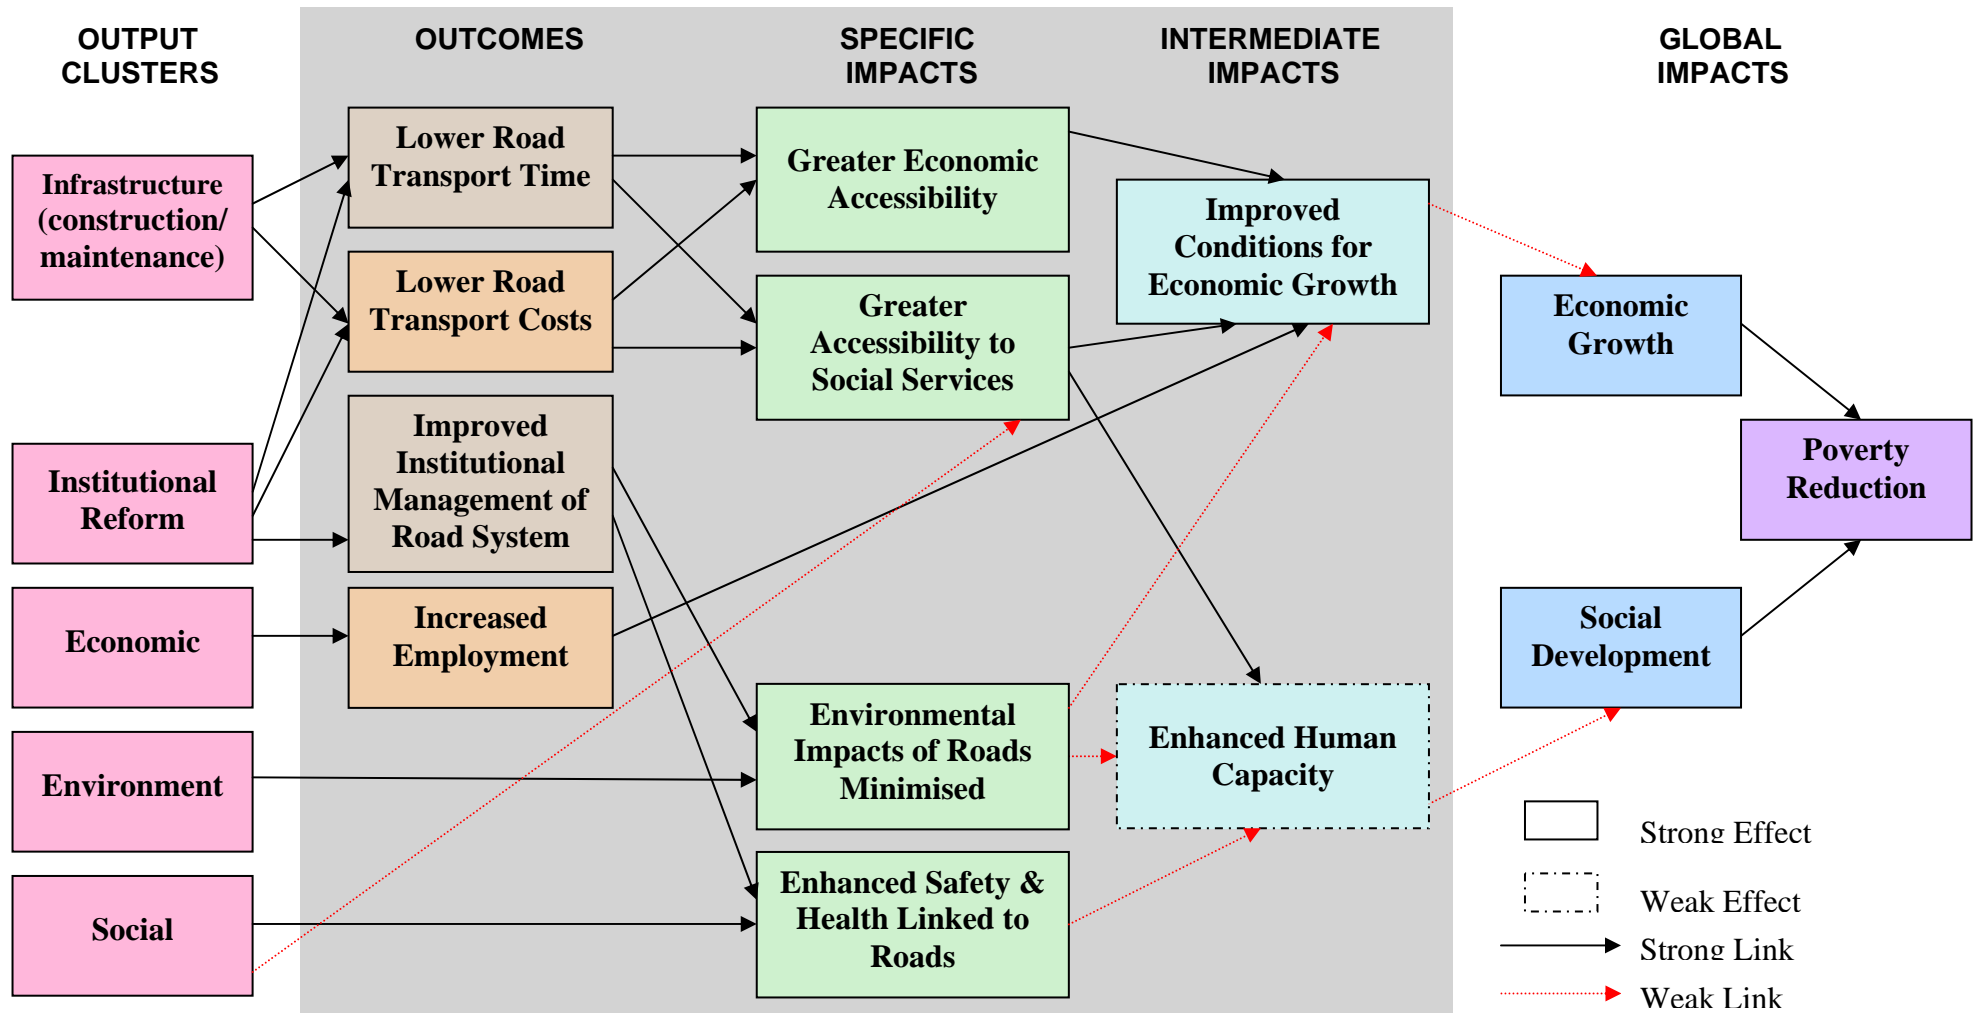 OUTPUT
CLUSTERS
OUTCOMES
SPECIFIC
IMPACTS
INTERMEDIATE
IMPACTS
GLOBAL
IMPACTS
Infrastructure
(construction/
maintenance)
Institutional
Reform
Economic
Environment
Social
Lower Road
Transport Time
Lower Road
Transport Costs
Improved
Institutional
Management of
Road System
Increased
Employment
Greater Economic
Accessibility
Greater
Accessibility to
Social Services
Environmental
Impacts of Roads
Minimised
Enhanced Safety &
Health Linked to
Roads
Improved
Conditions for
Economic Growth
Enhanced Human
Capacity
Economic
Growth
Social
Development
Poverty
Reduction
Strong Effect
Weak Effect
Strong Link
Weak Link